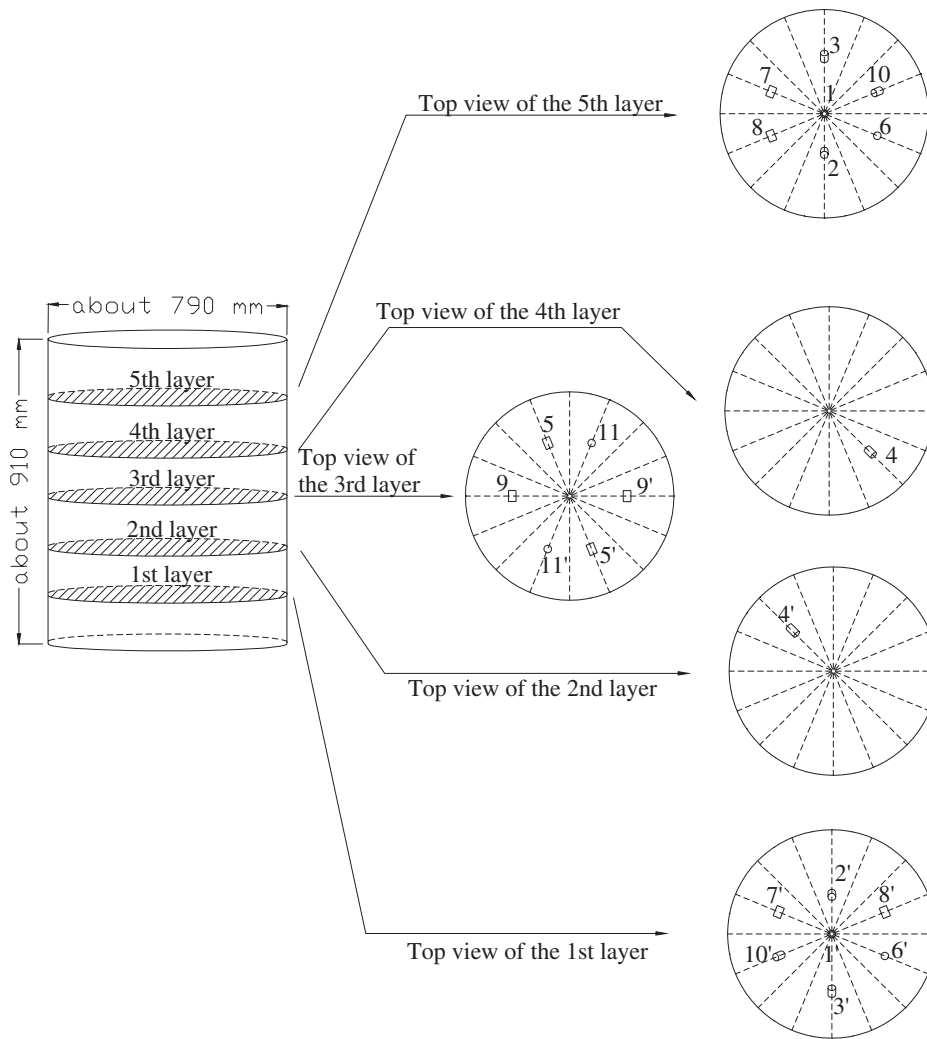 3
7
10
1
Top view of the 5th layer
8
6
2
about 790 mm
Top view of the 4th layer
about 910 mm
5th layer
4th layer
3rd layer
2nd layer
1st layer
Top view of
the 3rd layer
5
11
9
9'
11'
5'
4
4'
Top view of the 2nd layer
2'
7'
8'
10'
1'
6'
3'
Top view of the 1st layer